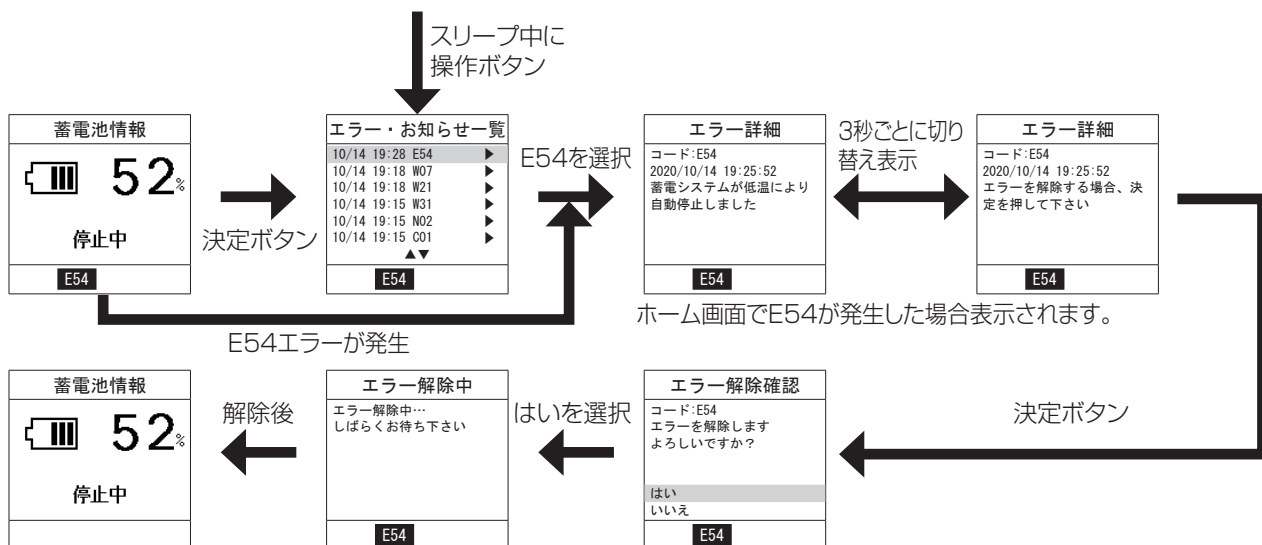 スリープ中に
操作ボタン
蓄電池情報
52%
停止中
E54
決定ボタン
エラー・お知らせ一覧
10/14 19:28 E54 ▶
10/14 19:18 W07 ▶
10/14 19:18 W21 ▶
10/14 19:15 W31 ▶
10/14 19:15 N02 ▶
10/14 19:15 C01 ▶
▲▼
E54
E54を選択
エラー詳細
コード:E54
2020/10/14 19:25:52
蓄電システムが低温により
自動停止しました
E54
3秒ごとに切り
替え表示
エラー詳細
コード:E54
2020/10/14 19:25:52
エラーを解除する場合、決
定を押して下さい
E54
ホーム画面でE54が発生した場合表示されます。
E54エラーが発生
決定ボタン
エラー解除確認
コード:E54
エラーを解除します
よろしいですか？
はい
いいえ
E54
はいを選択
エラー解除中
エラー解除中…
しばらくお待ち下さい
E54
解除後
蓄電池情報
52%
停止中